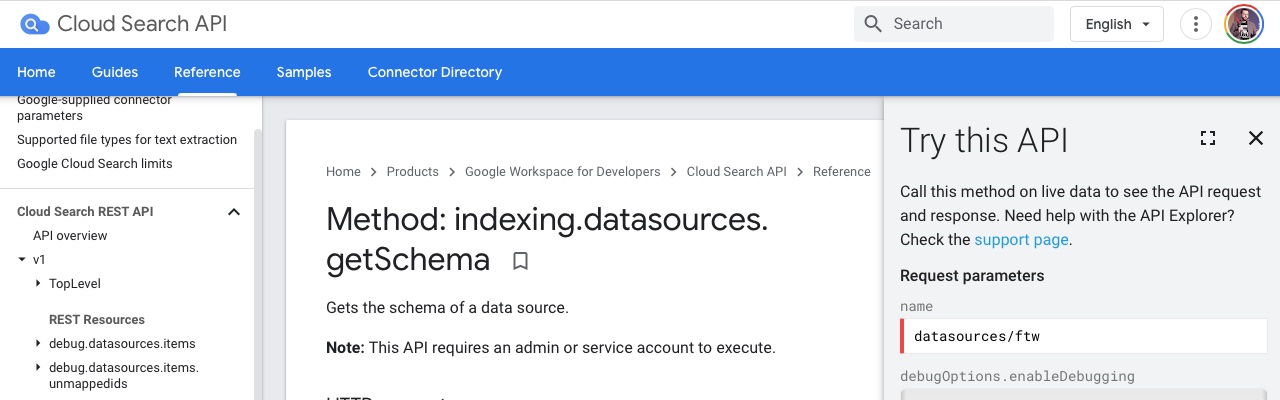 Cloud Search API
Search
English
Home Guides Reference Samples Connector Directory
Google-supplied connector
parameters
Supported file types for text extraction
Google Cloud Search limits
Cloud Search REST API
API overview
v1
TopLevel
REST Resources
debug.datasources.items
debug.datasources.items.
unmappedids
Home > Products > Google Workspace for Developers > Cloud Search API > Reference
Method: indexing.datasources.
getSchema
Gets the schema of a data source.
Note: This API requires an admin or service account to execute.
Try this API
Call this method on live data to see the API request
and response. Need help with the API Explorer?
Check the support page.
Request parameters
name
datasources/ftw
debugOptions.enableDebugging